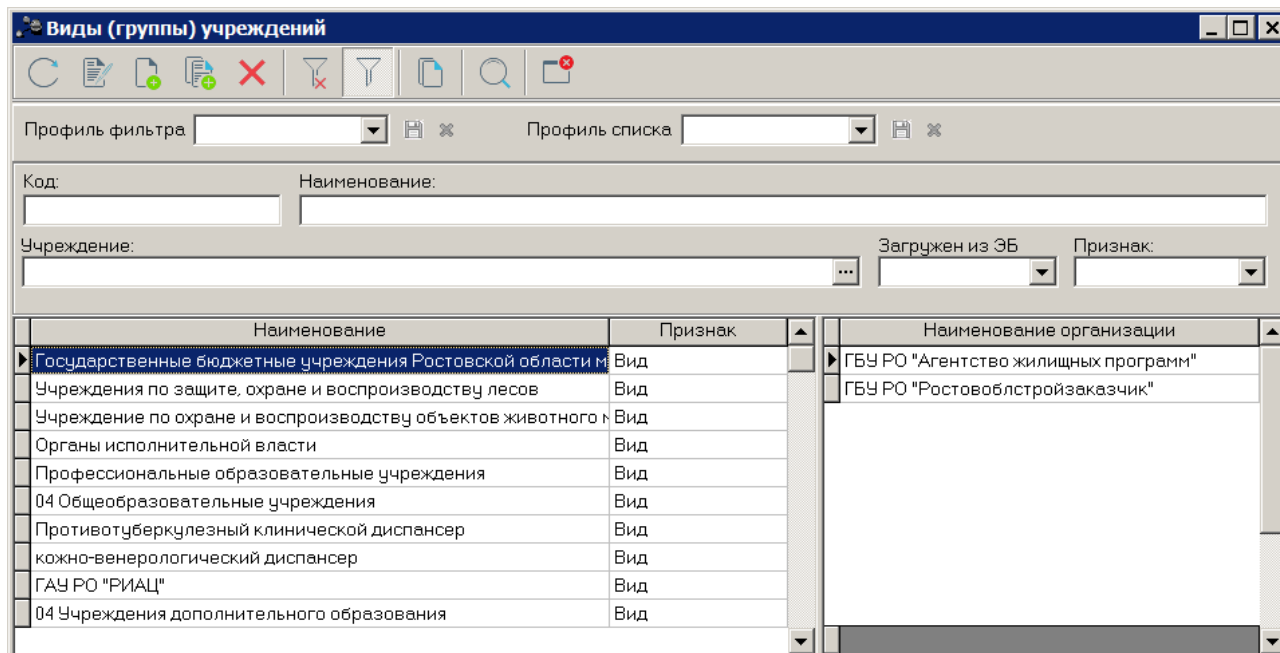 Виды (группы) учреждений
Профиль фильтра Профиль списка
Код: Наименование:
Учреждение: Загружен из ЭБ Признак:
Наименование Признак Наименование организации
Государственные бюджетные учреждения Ростовской области м Вид ГБУ РО "Агентство жилищных программ"
Учреждения по защите, охране и воспроизводству лесов Вид ГБУ РО "Ростовоблстройзаказчик"
Учреждение по охране и воспроизводству объектов животного м Вид
Органы исполнительной власти Вид
Профессиональные образовательные учреждения Вид
04 Общеобразовательные учреждения Вид
Противотуберкулезный клинической диспансер Вид
кожно-венерологический диспансер Вид
ГАУ РО "РИАЦ" Вид
04 Учреждения дополнительного образования Вид